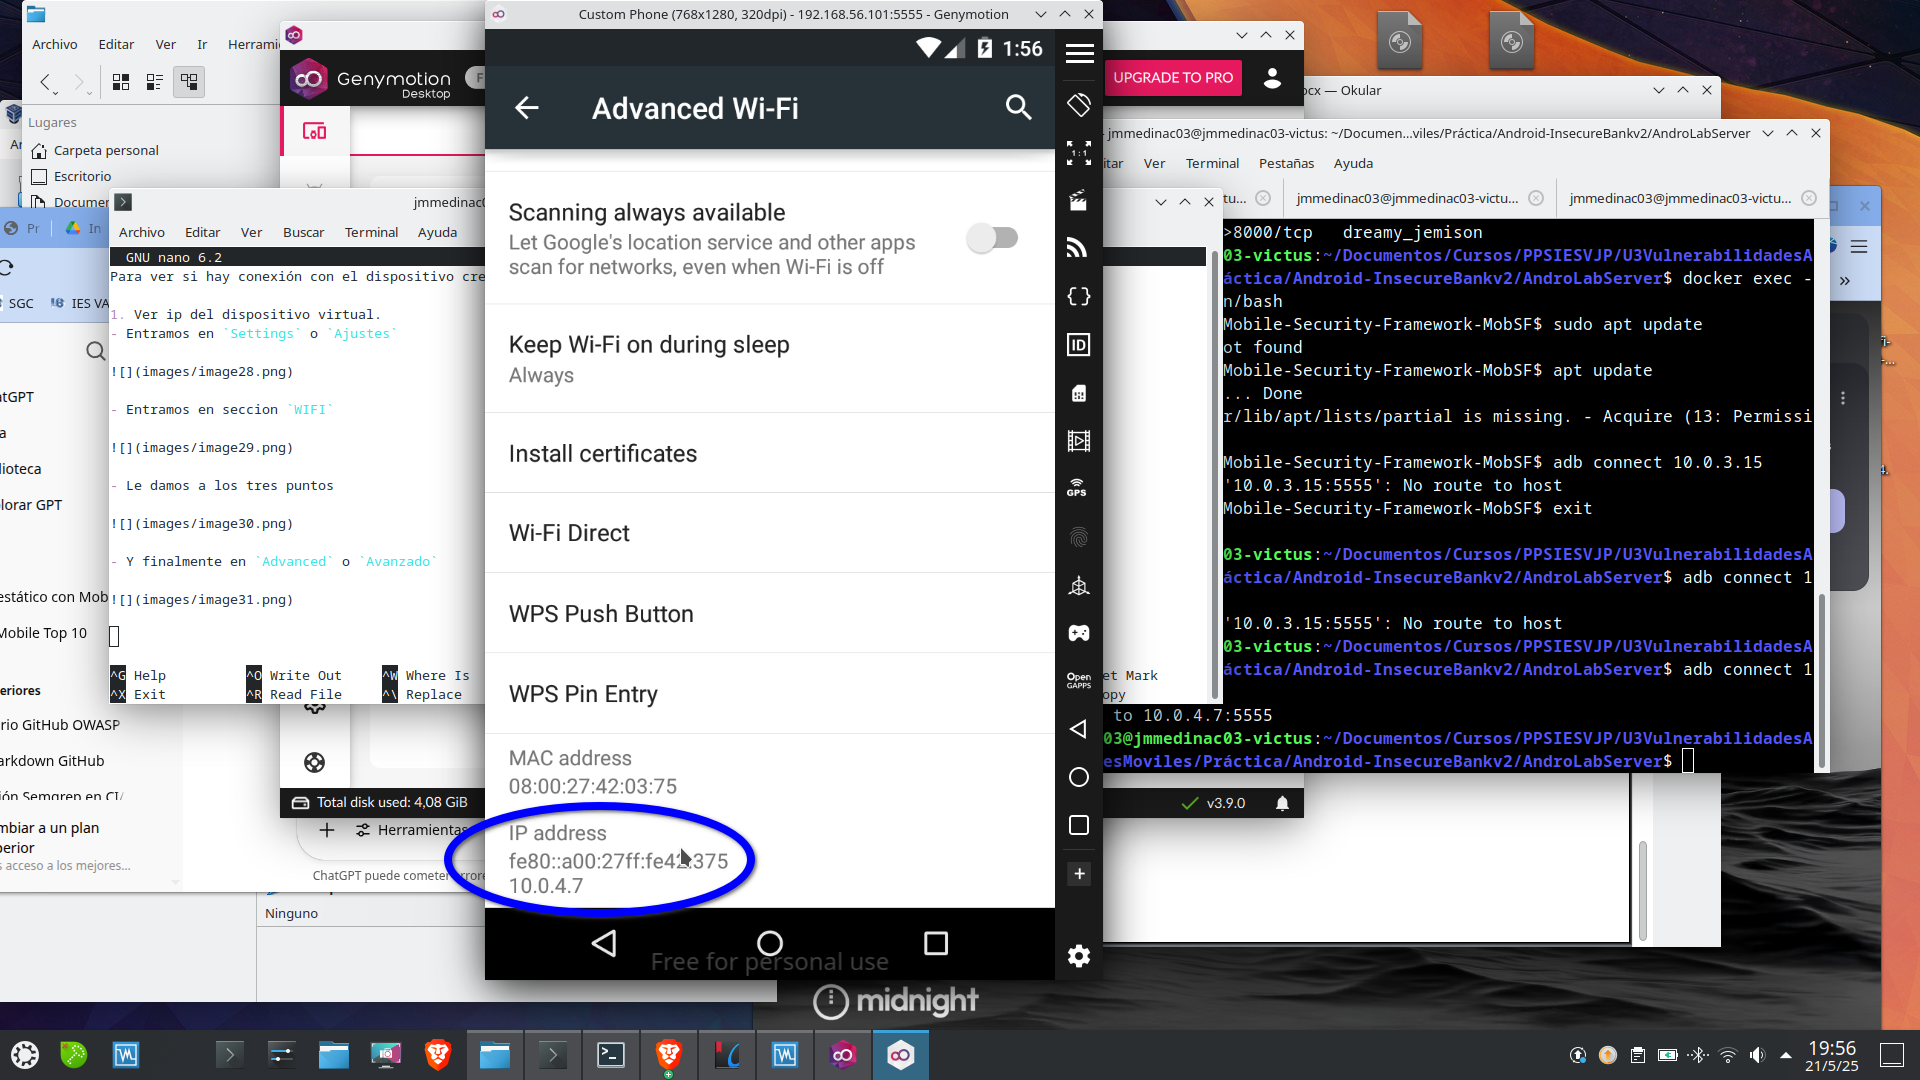 Custom Phone (768x1280, 320dpi) - 192.168.56.101:5555 - Genymotion
1:56
Advanced Wi-Fi
Scanning always available
Let Google's location service and other apps
scan for networks, even when Wi-Fi is off
Keep Wi-Fi on during sleep
Always
Install certificates
Wi-Fi Direct
WPS Push Button
WPS Pin Entry
MAC address
08:00:27:42:03:75
IP address
fe80::a00:27ff:fe42:375
10.0.4.7
Free for personal use
1:1
ID
GPS
Open
GAPPS
midnight
Archivo Editar Ver Ir
Lugares
Carpeta personal
Escritorio
Genymotion
Desktop
UPGRADE TO PRO
Total disk used: 4,08 GiB
v3.9.0
Archivo Editar Ver Buscar Terminal Ayuda
GNU nano 6.2
Para ver si hay conexión con el dispositivo cre
1. Ver ip del dispositivo virtual.
- Entramos en `Settings` o `Ajustes`
![](images/image28.png)
- Entramos en seccion `WIFI`
![](images/image29.png)
- Le damos a los tres puntos
![](images/image30.png)
- Y finalmente en `Advanced` o `Avanzado`
![](images/image31.png)
^G Help ^O Write Out ^W Where Is
^X Exit ^R Read File ^\ Replace
et Mark
opy
ocx — Okular
jmmedinac03@jmmedinac03-victus: ~/Documen...viles/Práctica/Android-InsecureBankv2/AndroLabServer
itar Ver Terminal Pestañas Ayuda
tu... jmmedinac03@jmmedinac03-victu... jmmedinac03@jmmedinac03-victu...
>8000/tcp dreamy_jemison
03-victus:~/Documentos/Cursos/PPSIESVJP/U3VulnerabilidadesA
áctica/Android-InsecureBankv2/AndroLabServer$ docker exec -
n/bash
Mobile-Security-Framework-MobSF$ sudo apt update
ot found
Mobile-Security-Framework-MobSF$ apt update
... Done
r/lib/apt/lists/partial is missing. - Acquire (13: Permissi
Mobile-Security-Framework-MobSF$ adb connect 10.0.3.15
'10.0.3.15:5555': No route to host
Mobile-Security-Framework-MobSF$ exit
03-victus:~/Documentos/Cursos/PPSIESVJP/U3VulnerabilidadesA
áctica/Android-InsecureBankv2/AndroLabServer$ adb connect 1
'10.0.3.15:5555': No route to host
03-victus:~/Documentos/Cursos/PPSIESVJP/U3VulnerabilidadesA
áctica/Android-InsecureBankv2/AndroLabServer$ adb connect 1
to 10.0.4.7:5555
03@jmmedinac03-victus:~/Documentos/Cursos/PPSIESVJP/U3VulnerabilidadesA
esMoviles/Práctica/Android-InsecureBankv2/AndroLabServer$
SGC IES VA
atGPT
lioteca
lorar GPT
estático con Mob
Mobile Top 10
eriores
rio GitHub OWASP
arkdown GitHub
ión Semgrep en CI/
mbiar a un plan
perior
s acceso a los mejores...
Herramientas
ChatGPT puede cometer errore
Ninguno
19:56
21/5/25